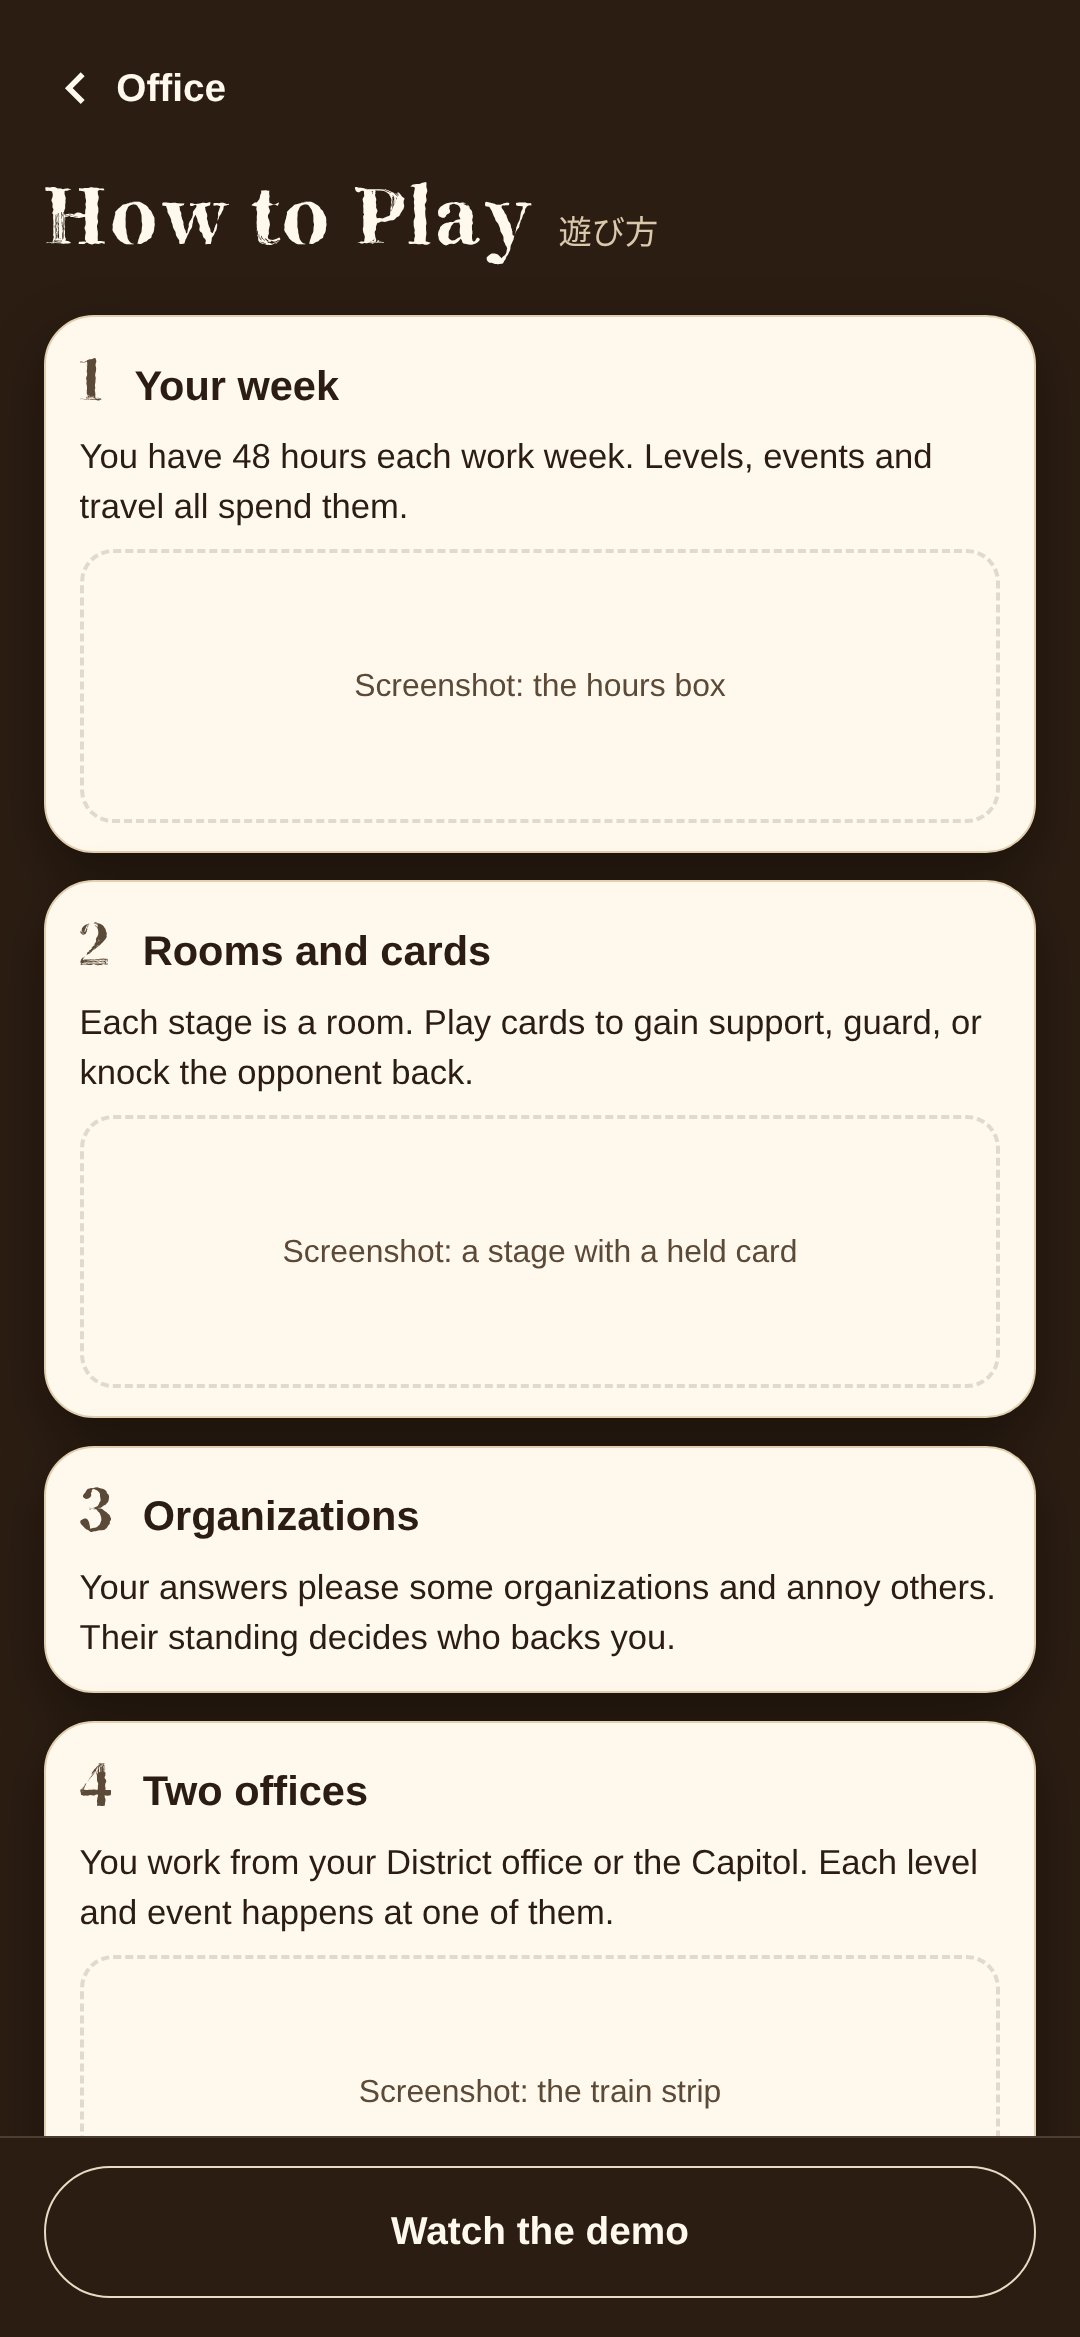 Office
How to Play 遊び方
1 Your week
You have 48 hours each work week. Levels, events and
travel all spend them.
Screenshot: the hours box
2 Rooms and cards
Each stage is a room. Play cards to gain support, guard, or
knock the opponent back.
Screenshot: a stage with a held card
3 Organizations
Your answers please some organizations and annoy others.
Their standing decides who backs you.
4 Two offices
You work from your District office or the Capitol. Each level
and event happens at one of them.
Screenshot: the train strip
Watch the demo